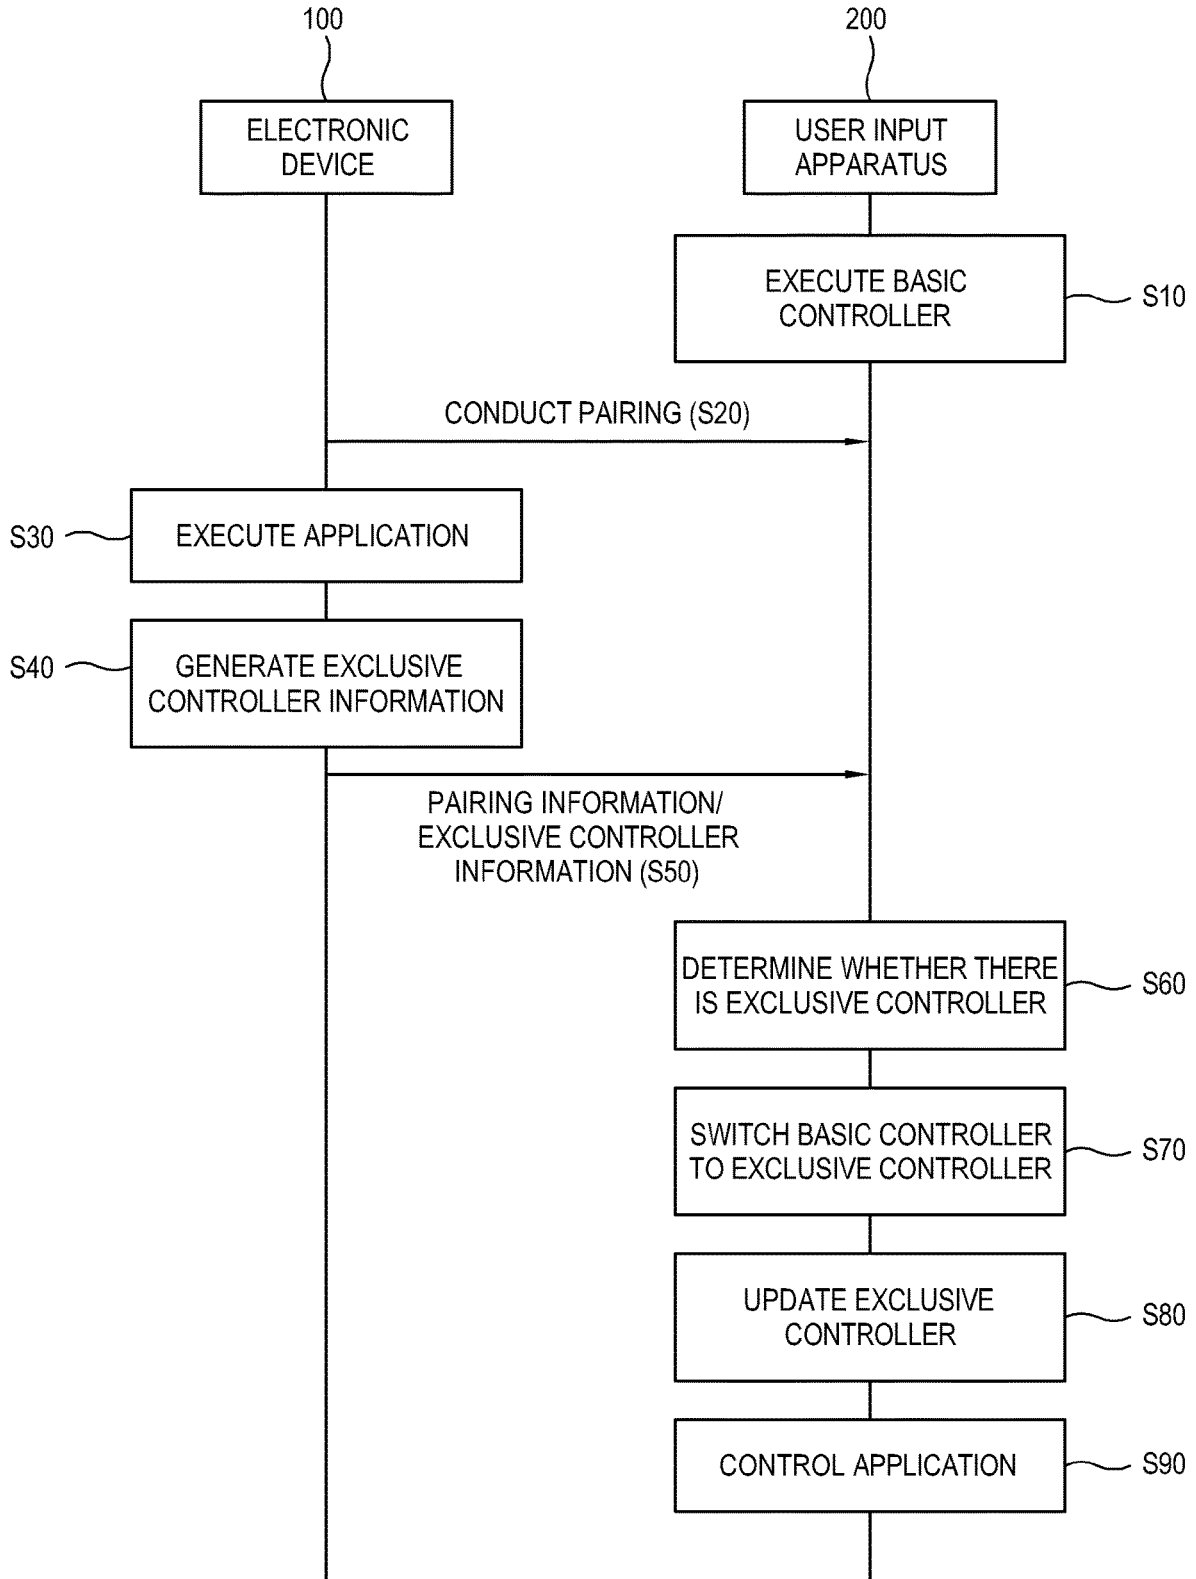 100
200
ELECTRONIC
DEVICE
USER INPUT
APPARATUS
EXECUTE BASIC
CONTROLLER
S10
CONDUCT PAIRING (S20)
S30
EXECUTE APPLICATION
S40
GENERATE EXCLUSIVE
CONTROLLER INFORMATION
PAIRING INFORMATION/
EXCLUSIVE CONTROLLER
INFORMATION (S50)
DETERMINE WHETHER THERE
IS EXCLUSIVE CONTROLLER
S60
SWITCH BASIC CONTROLLER
TO EXCLUSIVE CONTROLLER
S70
UPDATE EXCLUSIVE
CONTROLLER
S80
CONTROL APPLICATION
S90